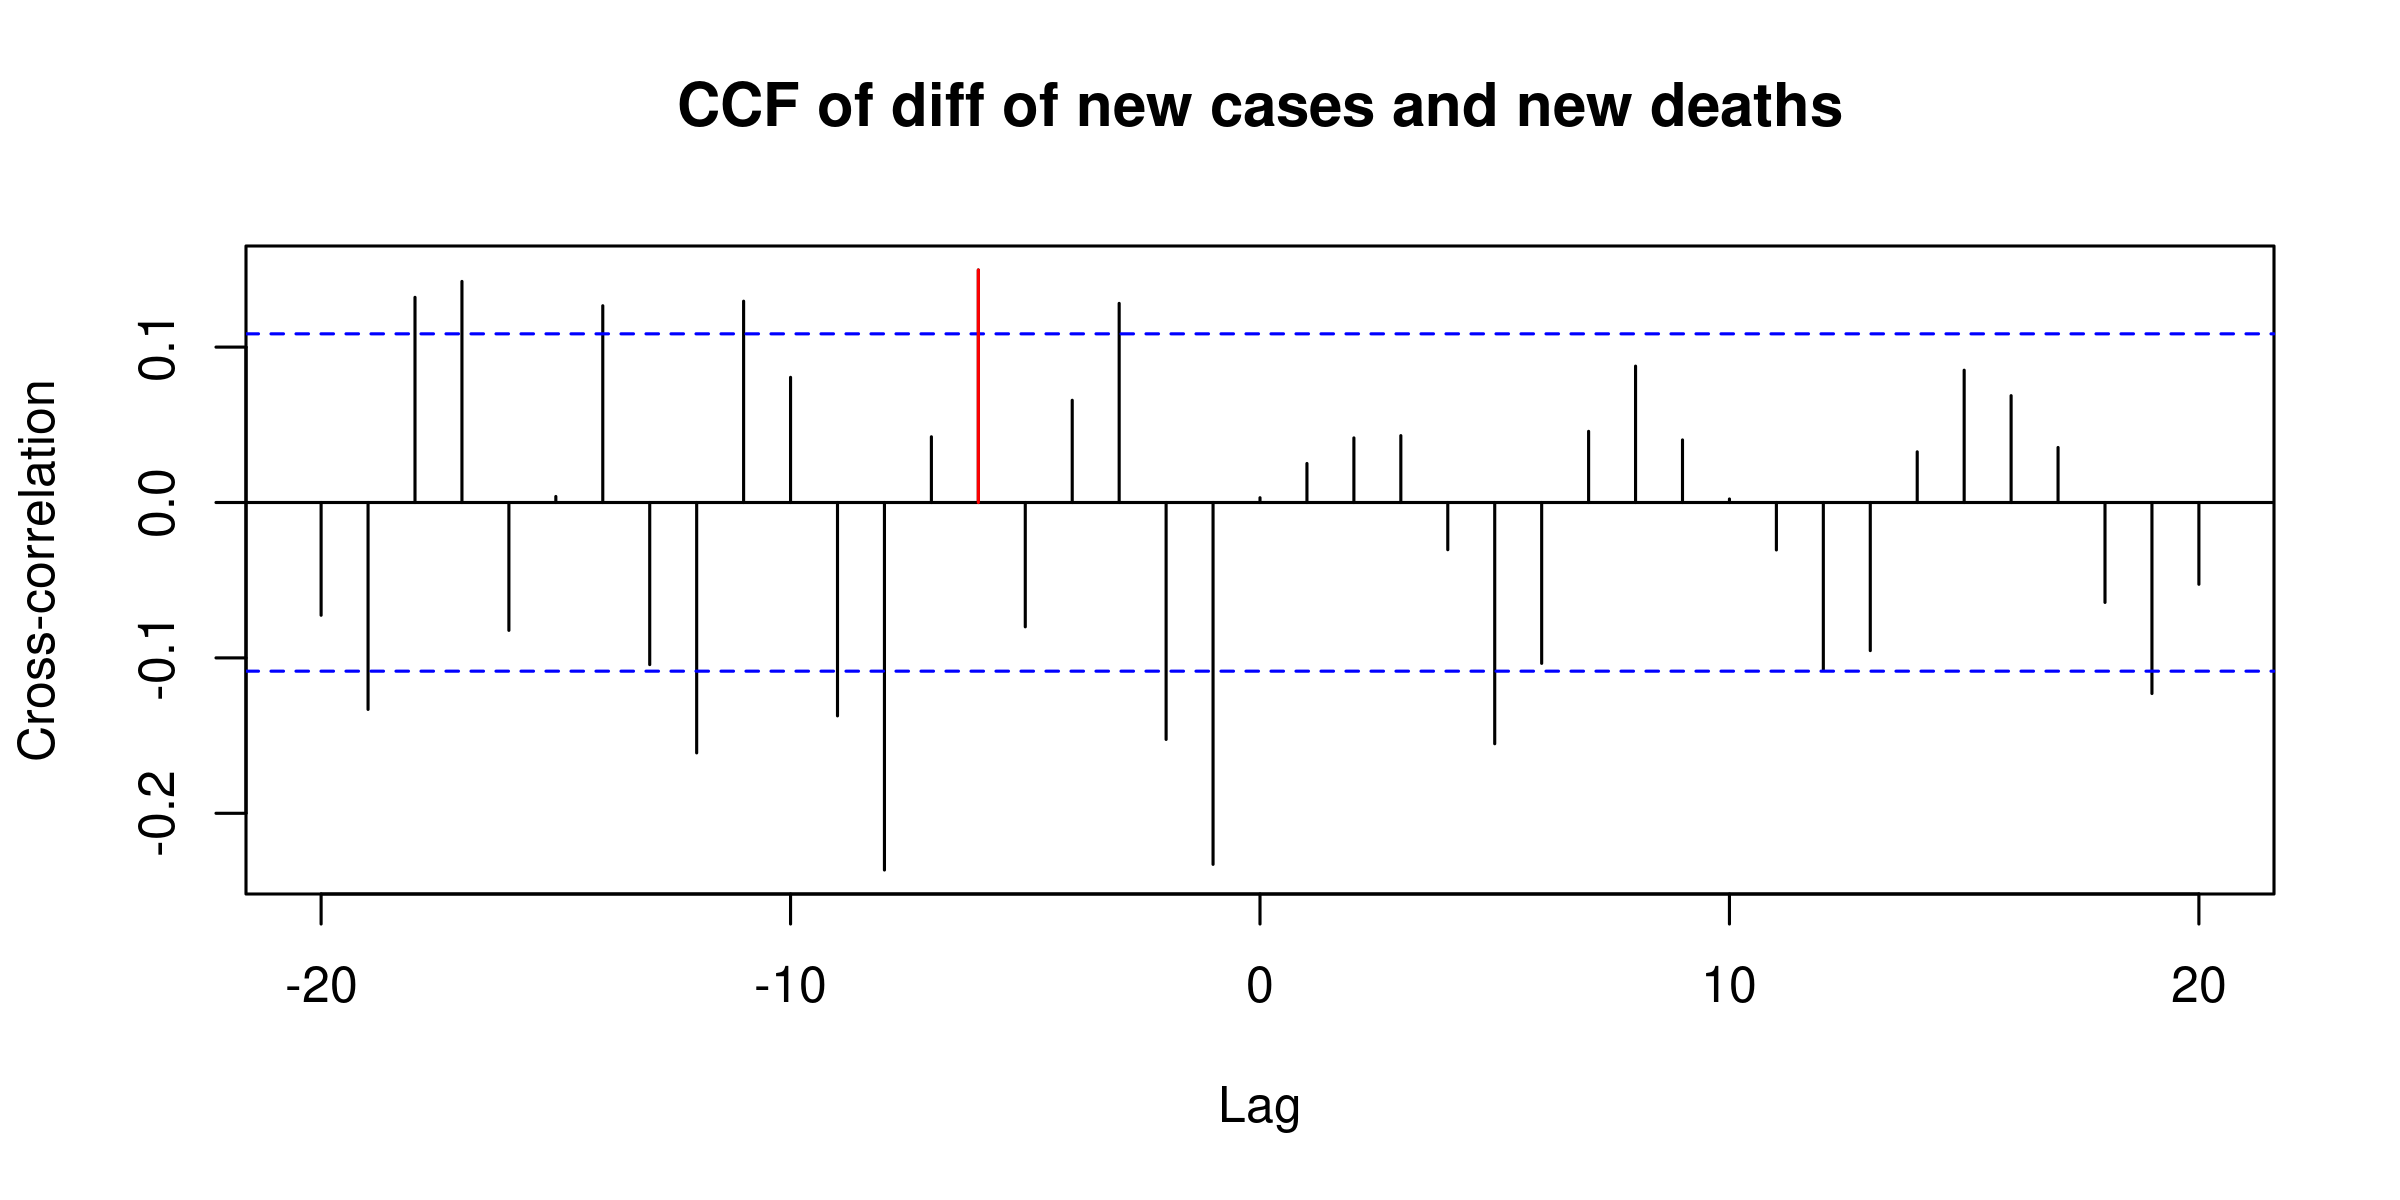 CCF of diff of new cases and new deaths
Cross-correlation
0.1
0.0
-0.1
-0.2
-20 -10 0 10 20
Lag